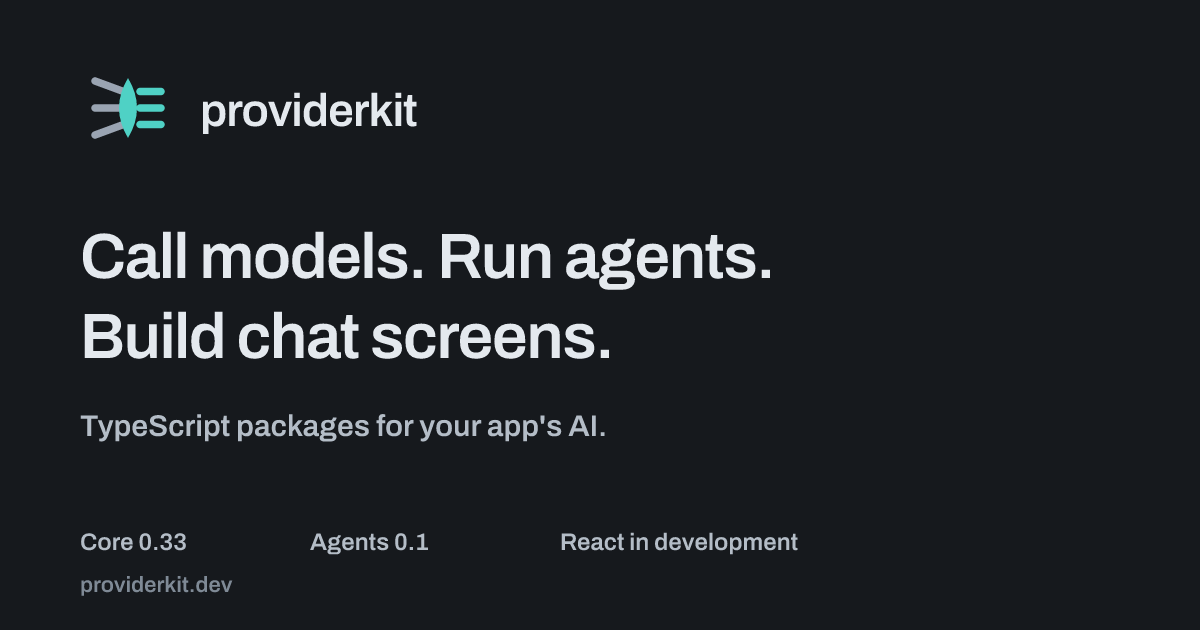 providerkit
Call models. Run agents.
Build chat screens.
TypeScript packages for your app's AI.
Core 0.33 Agents 0.1 React in development
providerkit.dev